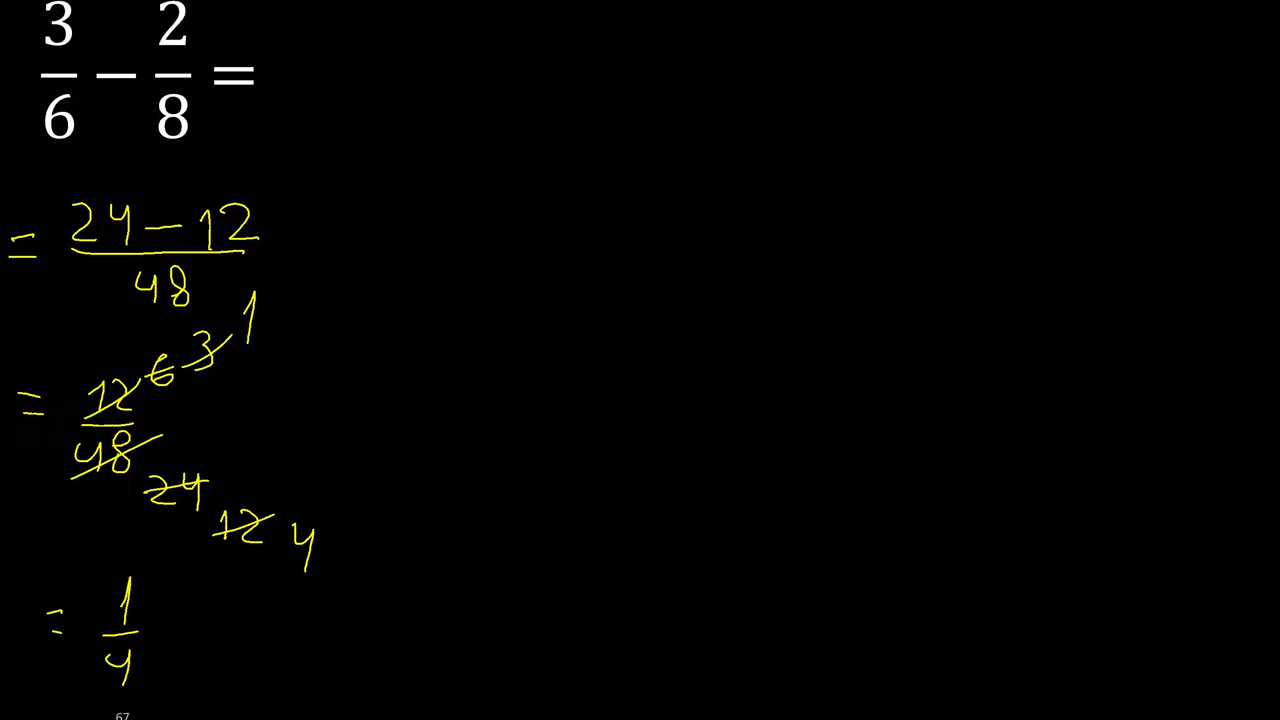 3/6 − 2/8 =
= 24 − 12 / 48
= 12 6 3 1 / 48 24 12 4
= 1/4
67